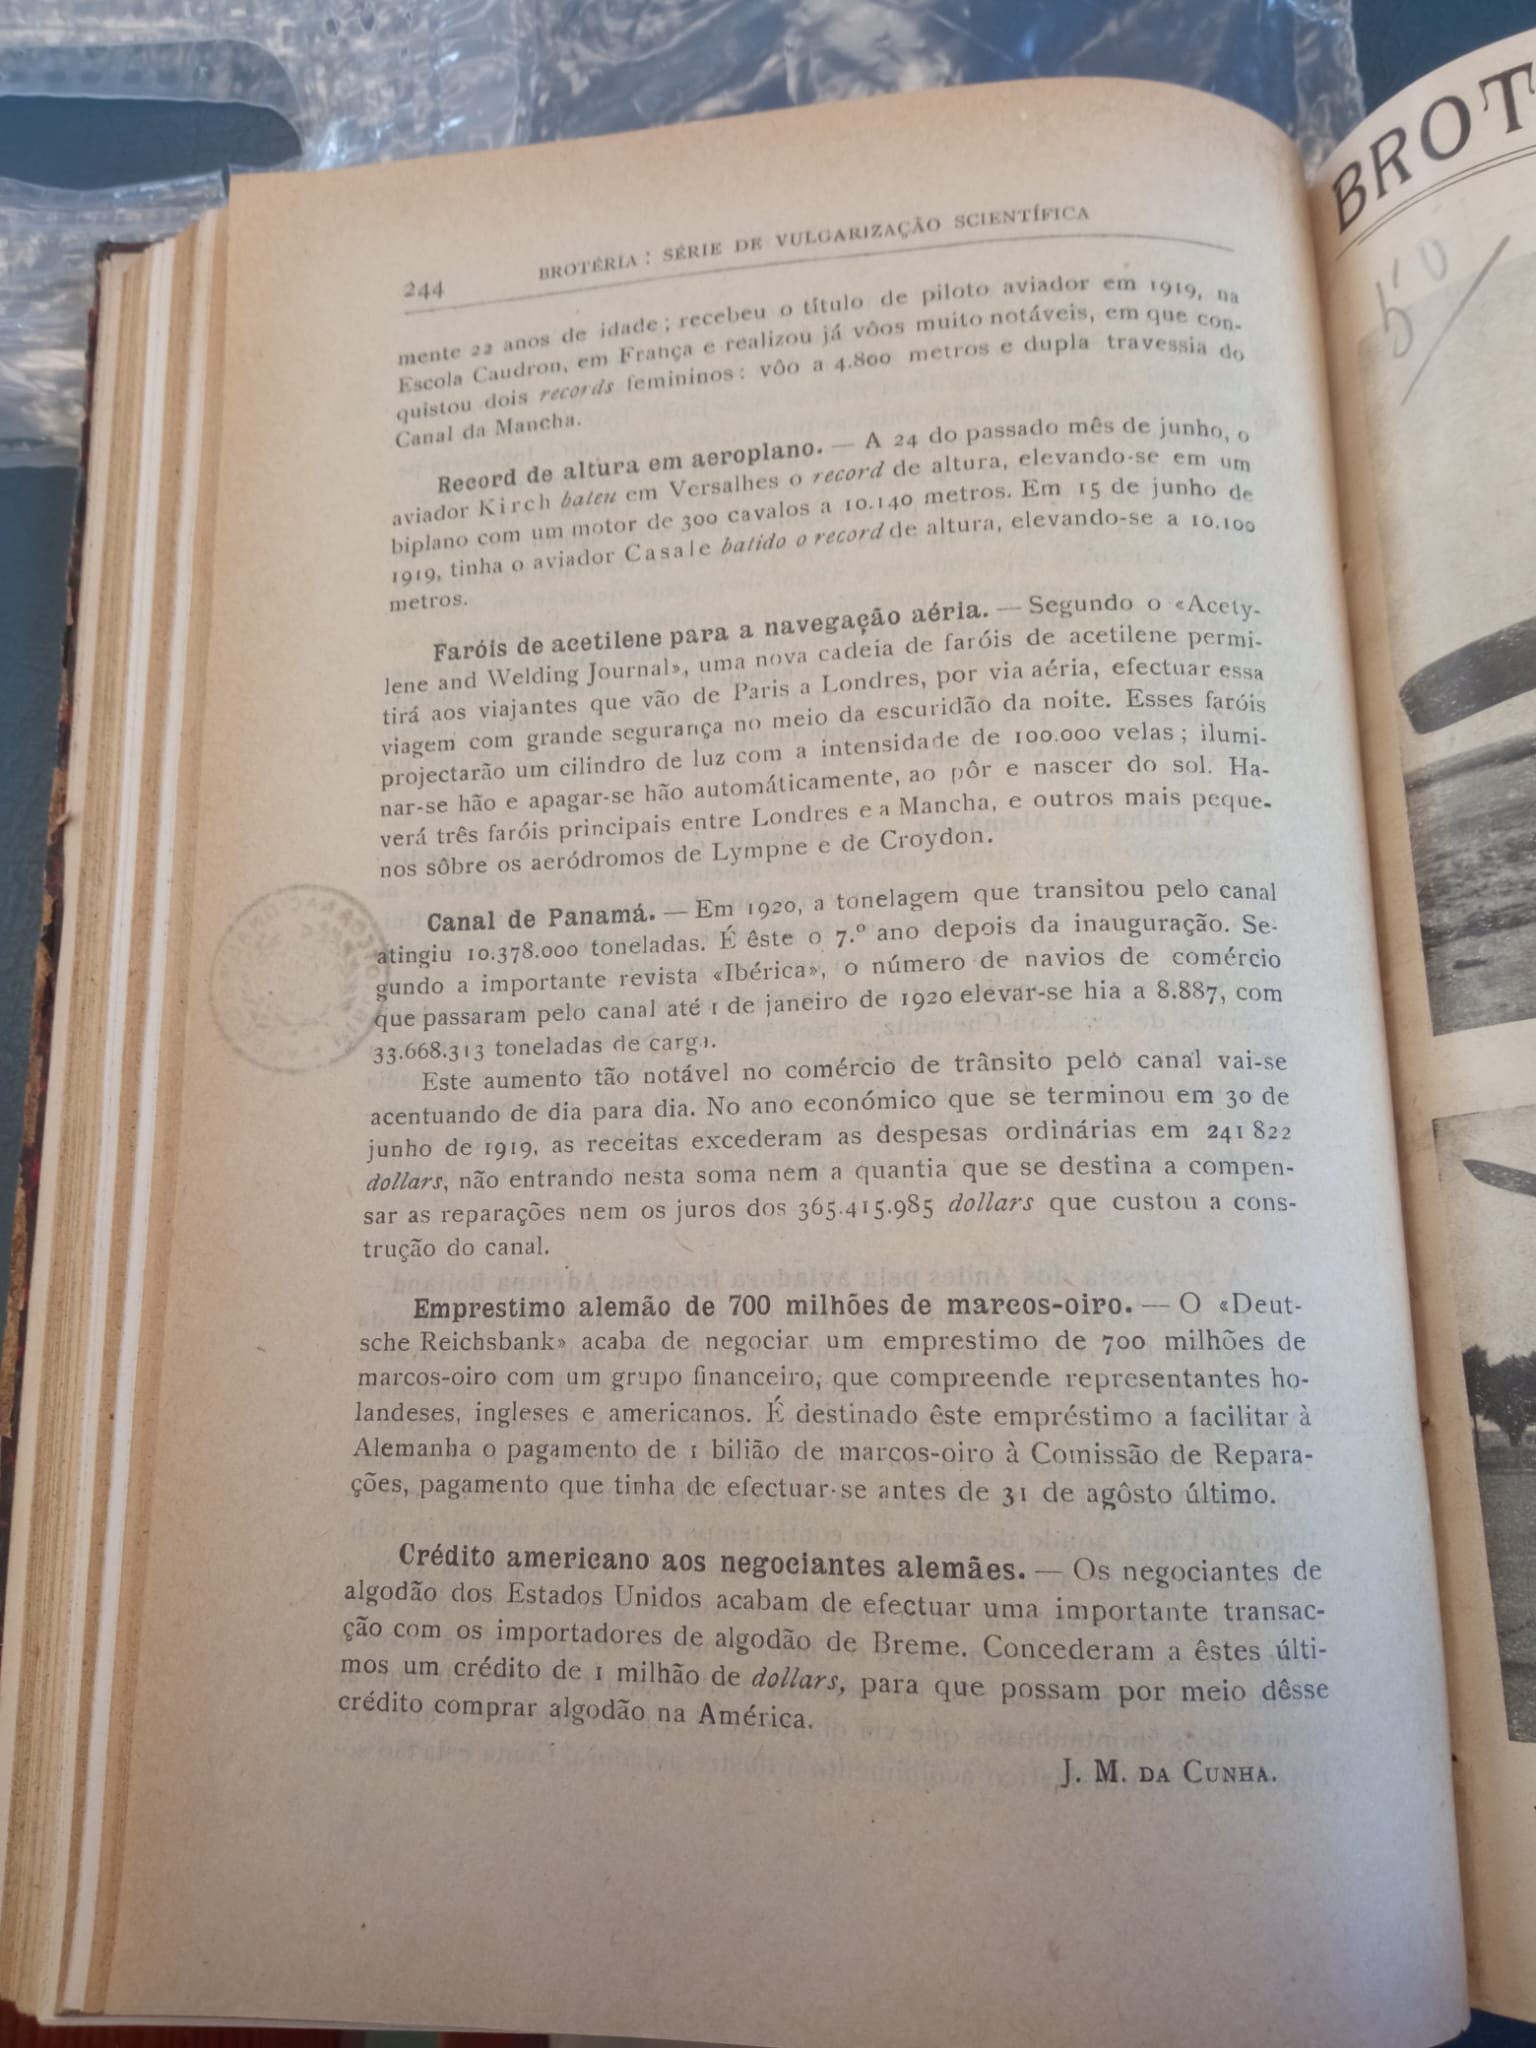 244
BROTÉRIA: SÉRIE DE VULGARIZAÇÃO SCIENTÍFICA
mente 22 anos de idade; recebeu o título de piloto aviador em 1919, na
Escola Caudron, em França e realizou já vôos muito notáveis, em que con-
quistou dois records femininos: vôo a 4.800 metros e dupla travessia do
Canal da Mancha.
Record de altura em aeroplano. — A 24 do passado mês de junho, o
aviador Kirch bateu em Versalhes o record de altura, elevando-se em um
biplano com um motor de 300 cavalos a 10.140 metros. Em 15 de junho de
1919, tinha o aviador Casale batido o record de altura, elevando-se a 10.100
metros.
Faróis de acetilene para a navegação aéria. — Segundo o «Acety-
lene and Welding Journal», uma nova cadeia de faróis de acetilene permi-
tirá aos viajantes que vão de Paris a Londres, por via aéria, efectuar essa
viagem com grande segurança no meio da escuridão da noite. Esses faróis
projectarão um cilindro de luz com a intensidade de 100.000 velas; ilumi-
nar-se hão e apagar-se hão automáticamente, ao pôr e nascer do sol. Ha-
verá três faróis principais entre Londres e a Mancha, e outros mais peque-
nos sôbre os aeródromos de Lympne e de Croydon.
Canal de Panamá. — Em 1920, a tonelagem que transitou pelo canal
atingiu 10.378.000 toneladas. É êste o 7.º ano depois da inauguração. Se-
gundo a importante revista «Ibérica», o número de navios de comércio
que passaram pelo canal até 1 de janeiro de 1920 elevar-se hia a 8.887, com
33.668.313 toneladas de carga.
Este aumento tão notável no comércio de trânsito pelo canal vai-se
acentuando de dia para dia. No ano económico que se terminou em 30 de
junho de 1919, as receitas excederam as despesas ordinárias em 241 822
dollars, não entrando nesta soma nem a quantia que se destina a compen-
sar as reparações nem os juros dos 365.415.985 dollars que custou a cons-
trução do canal.
Emprestimo alemão de 700 milhões de marcos-oiro. — O «Deut-
sche Reichsbank» acaba de negociar um emprestimo de 700 milhões de
marcos-oiro com um grupo financeiro, que compreende representantes ho-
landeses, ingleses e americanos. É destinado êste empréstimo a facilitar à
Alemanha o pagamento de 1 bilião de marcos-oiro à Comissão de Repara-
ções, pagamento que tinha de efectuar-se antes de 31 de agôsto último.
Crédito americano aos negociantes alemães. — Os negociantes de
algodão dos Estados Unidos acabam de efectuar uma importante transac-
ção com os importadores de algodão de Breme. Concederam a êstes últi-
mos um crédito de 1 milhão de dollars, para que possam por meio dêsse
crédito comprar algodão na América.
J. M. DA CUNHA.
BROT